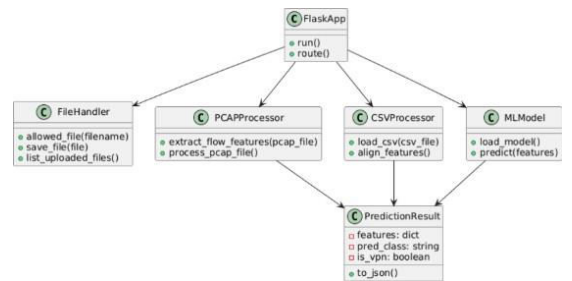 C FlaskApp
run()
route()
C FileHandler
allowed_file(filename)
save_file(file)
list_uploaded_files()
C PCAPProcessor
extract_flow_features(pcap_file)
process_pcap_file()
C CSVProcessor
load_csv(csv_file)
align_features()
C MLModel
load_model()
predict(features)
C PredictionResult
features: dict
pred_class: string
is_vpn: boolean
to_json()